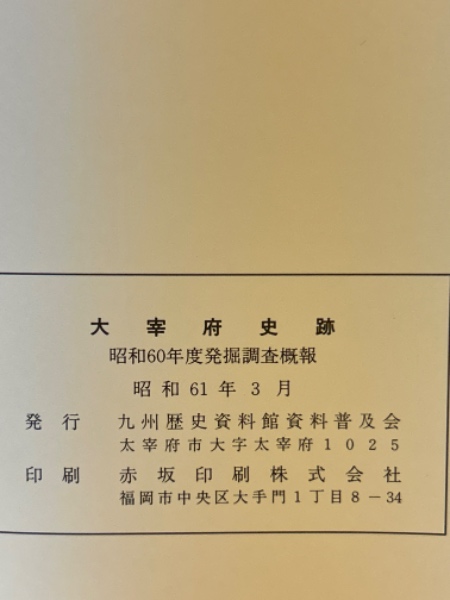 大宰府史跡
昭和60年度発掘調査概報
昭和61年3月
発行 九州歴史資料館資料普及会
太宰府市大字太宰府1025
印刷 赤坂印刷株式会社
福岡市中央区大手門1丁目8−34